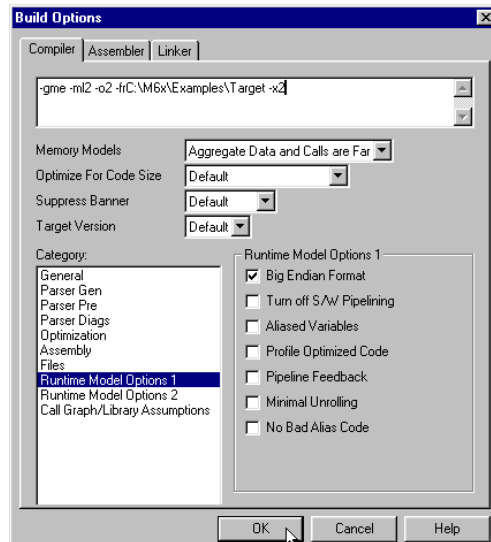 Build Options
Compiler Assembler Linker
-gme -ml2 -o2 -frC:\M6x\Examples\Target -x2
Memory Models Aggregate Data and Calls are Far
Optimize For Code Size Default
Suppress Banner Default
Target Version Default
Category:
General
Parser Gen
Parser Pre
Parser Diags
Optimization
Assembly
Files
Runtime Model Options 1
Runtime Model Options 2
Call Graph/Library Assumptions
Runtime Model Options 1
Big Endian Format
Turn off S/W Pipelining
Aliased Variables
Profile Optimized Code
Pipeline Feedback
Minimal Unrolling
No Bad Alias Code
OK Cancel Help